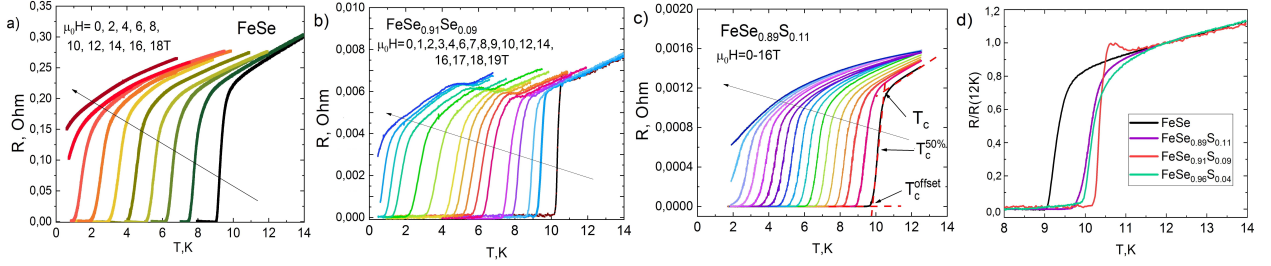 a)
FeSe
μ₀H= 0, 2, 4, 6, 8,
10, 12, 14, 16, 18T
R, Ohm
0,35
0,30
0,25
0,20
0,15
0,10
0,05
0,00
0 2 4 6 8 10 12 14
T,K
b)
FeSe₀.₉₁Se₀.₀₉
μ₀H= 0,1,2,3,4,6,7,8,9,10,12,14,
16,17,18,19T
R, Ohm
0,010
0,008
0,006
0,004
0,002
0,000
0 2 4 6 8 10 12 14
T,K
c)
FeSe₀.₈₉S₀.₁₁
μ₀H=0-16T
R, Ohm
0,0020
0,0016
0,0012
0,0008
0,0004
0,0000
T_c
T_c^50%.
T_c^offset
0 2 4 6 8 10 12 14
T,K
d)
R/R(12K)
1,2
1,0
0,8
0,6
0,4
0,2
0,0
FeSe
FeSe₀.₈₉S₀.₁₁
FeSe₀.₉₁S₀.₀₉
FeSe₀.₉₆S₀.₀₄
8 9 10 11 12 13 14
T,K